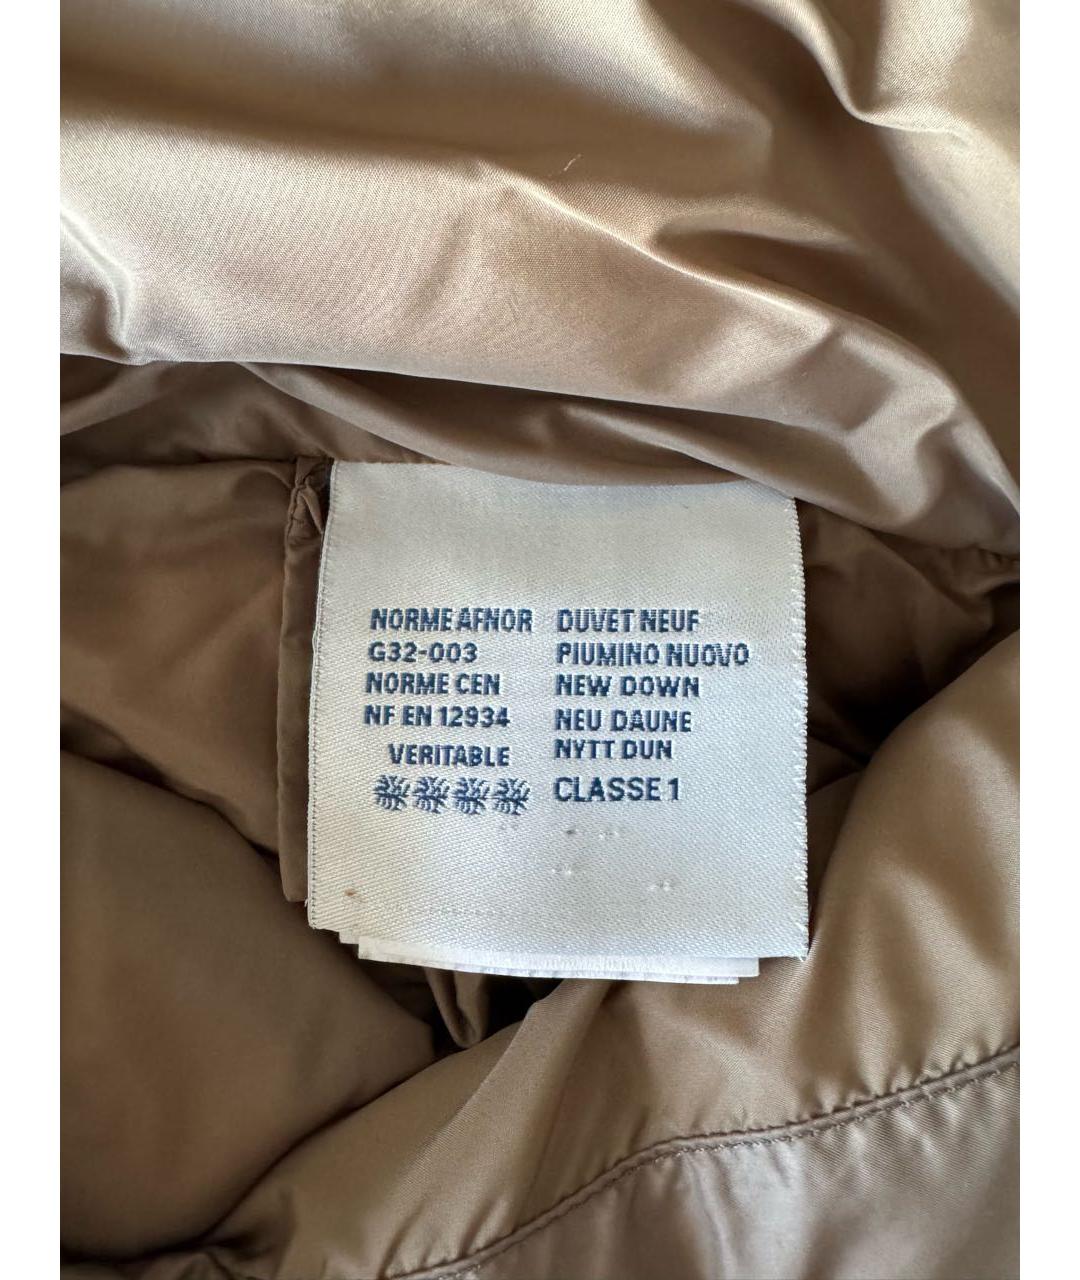 NORME AFNOR
G32-003
NORME CEN
NF EN 12934
VERITABLE
DUVET NEUF
PIUMINO NUOVO
NEW DOWN
NEU DAUNE
NYTT DUN
CLASSE 1